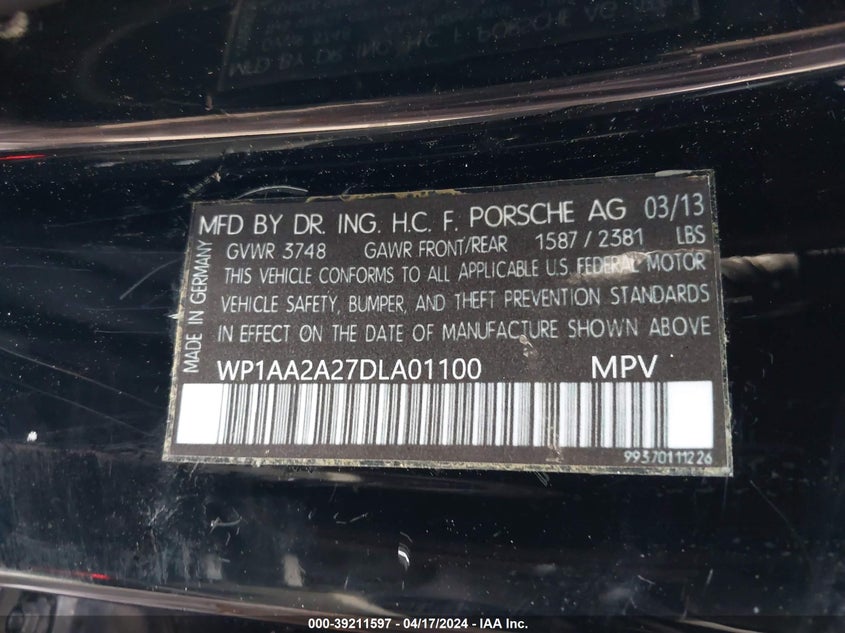 MFD BY DR. ING. H.C. F. PORSCHE AG 03/13
GVWR 3748 GAWR FRONT/REAR 1587 / 2381 LBS
THIS VEHICLE CONFORMS TO ALL APPLICABLE U.S. FEDERAL MOTOR
VEHICLE SAFETY, BUMPER, AND THEFT PREVENTION STANDARDS
IN EFFECT ON THE DATE OF MANUFACTURE SHOWN ABOVE
MADE IN GERMANY
WP1AA2A27DLA01100 MPV
99370111226
000-39211597 - 04/17/2024 - IAA Inc.